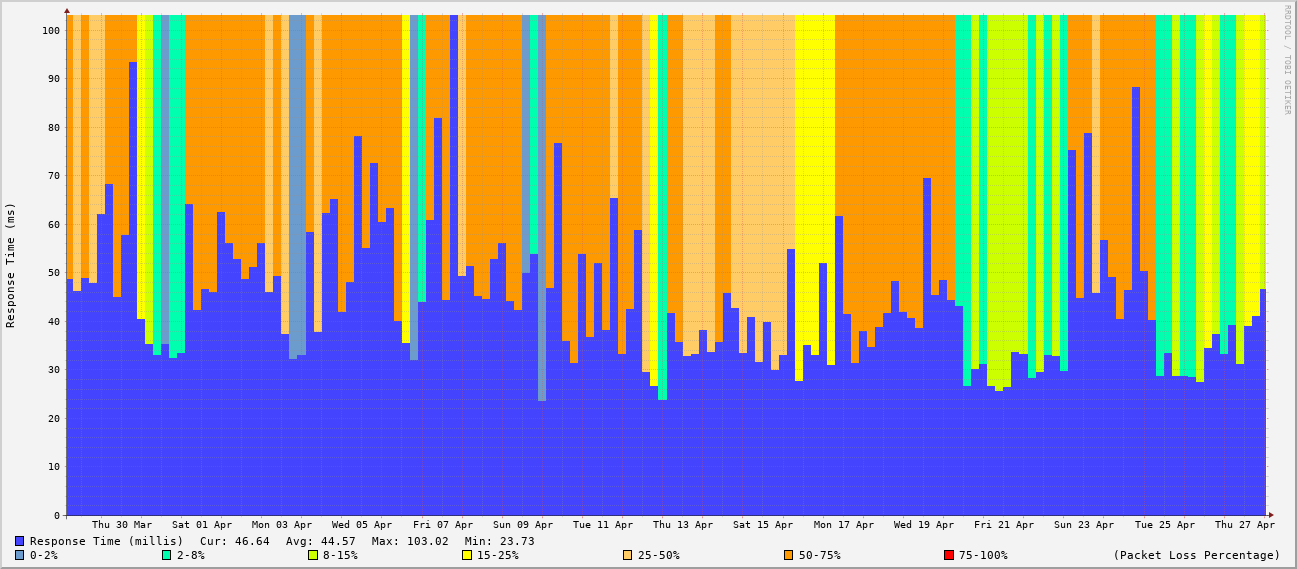 RRDTOOL / TOBI OETIKER
Response Time (ms)
100
90
80
70
60
50
40
30
20
10
0
Thu 30 Mar Sat 01 Apr Mon 03 Apr Wed 05 Apr Fri 07 Apr Sun 09 Apr Tue 11 Apr Thu 13 Apr Sat 15 Apr Mon 17 Apr Wed 19 Apr Fri 21 Apr Sun 23 Apr Tue 25 Apr Thu 27 Apr
Response Time (millis) Cur: 46.64 Avg: 44.57 Max: 103.02 Min: 23.73
0-2% 2-8% 8-15% 15-25% 25-50% 50-75% 75-100% (Packet Loss Percentage)